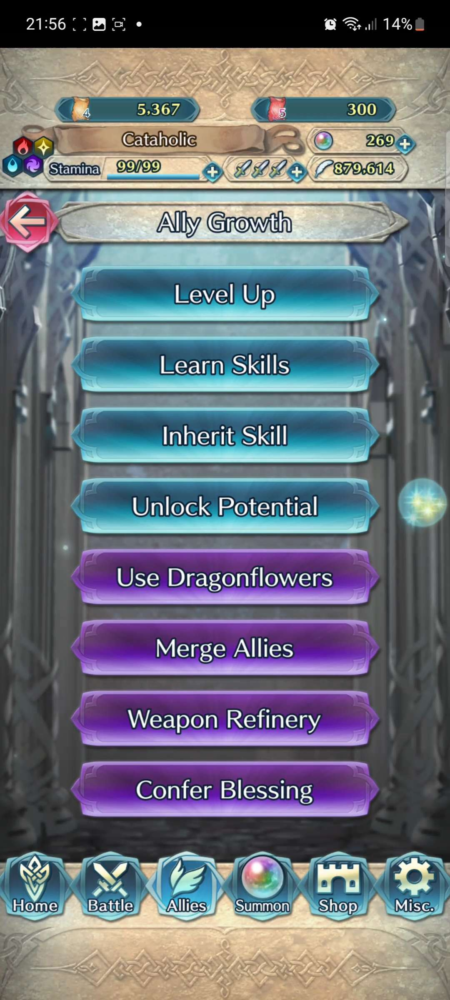 21:56 14%
4 5,367 5 300
Cataholic 269
Stamina 99/99 879,614
Ally Growth
Level Up
Learn Skills
Inherit Skill
Unlock Potential
Use Dragonflowers
Merge Allies
Weapon Refinery
Confer Blessing
Home Battle Allies Summon Shop Misc.